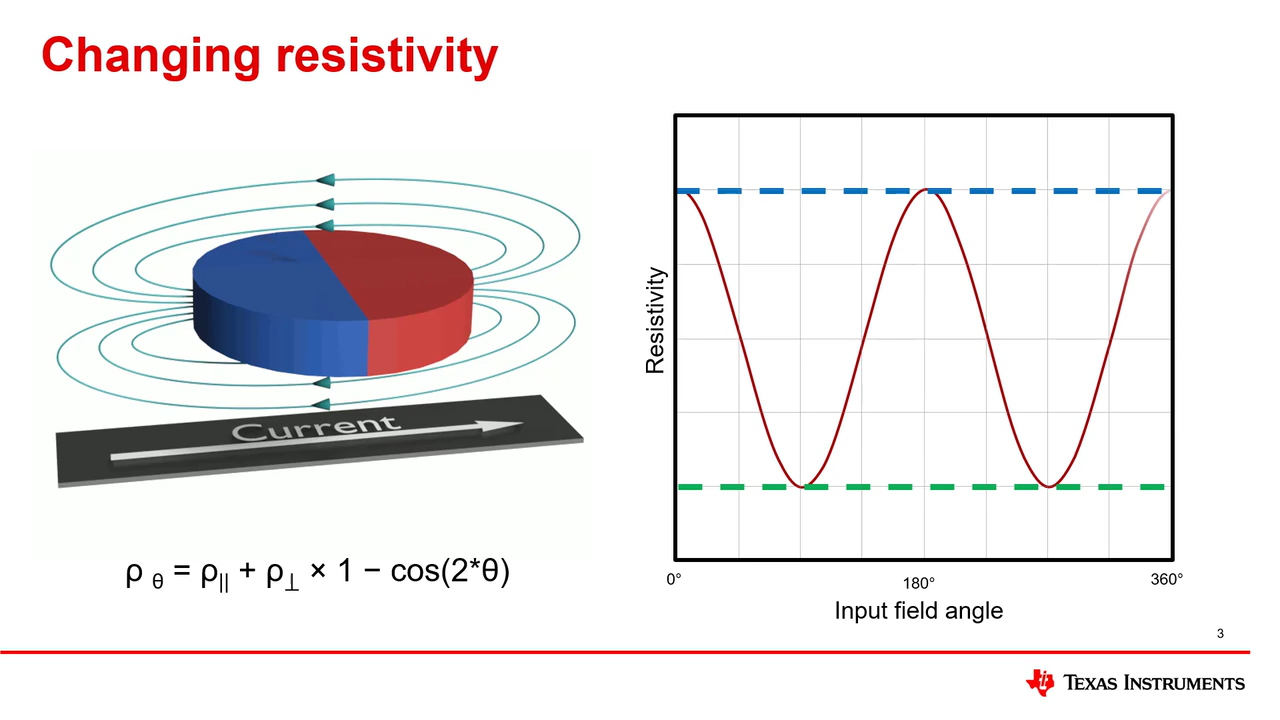 Changing resistivity
Current
ρ θ = ρ|| + ρ⊥ × 1 − cos(2*θ)
Resistivity
0°
180°
360°
Input field angle
3
TEXAS INSTRUMENTS